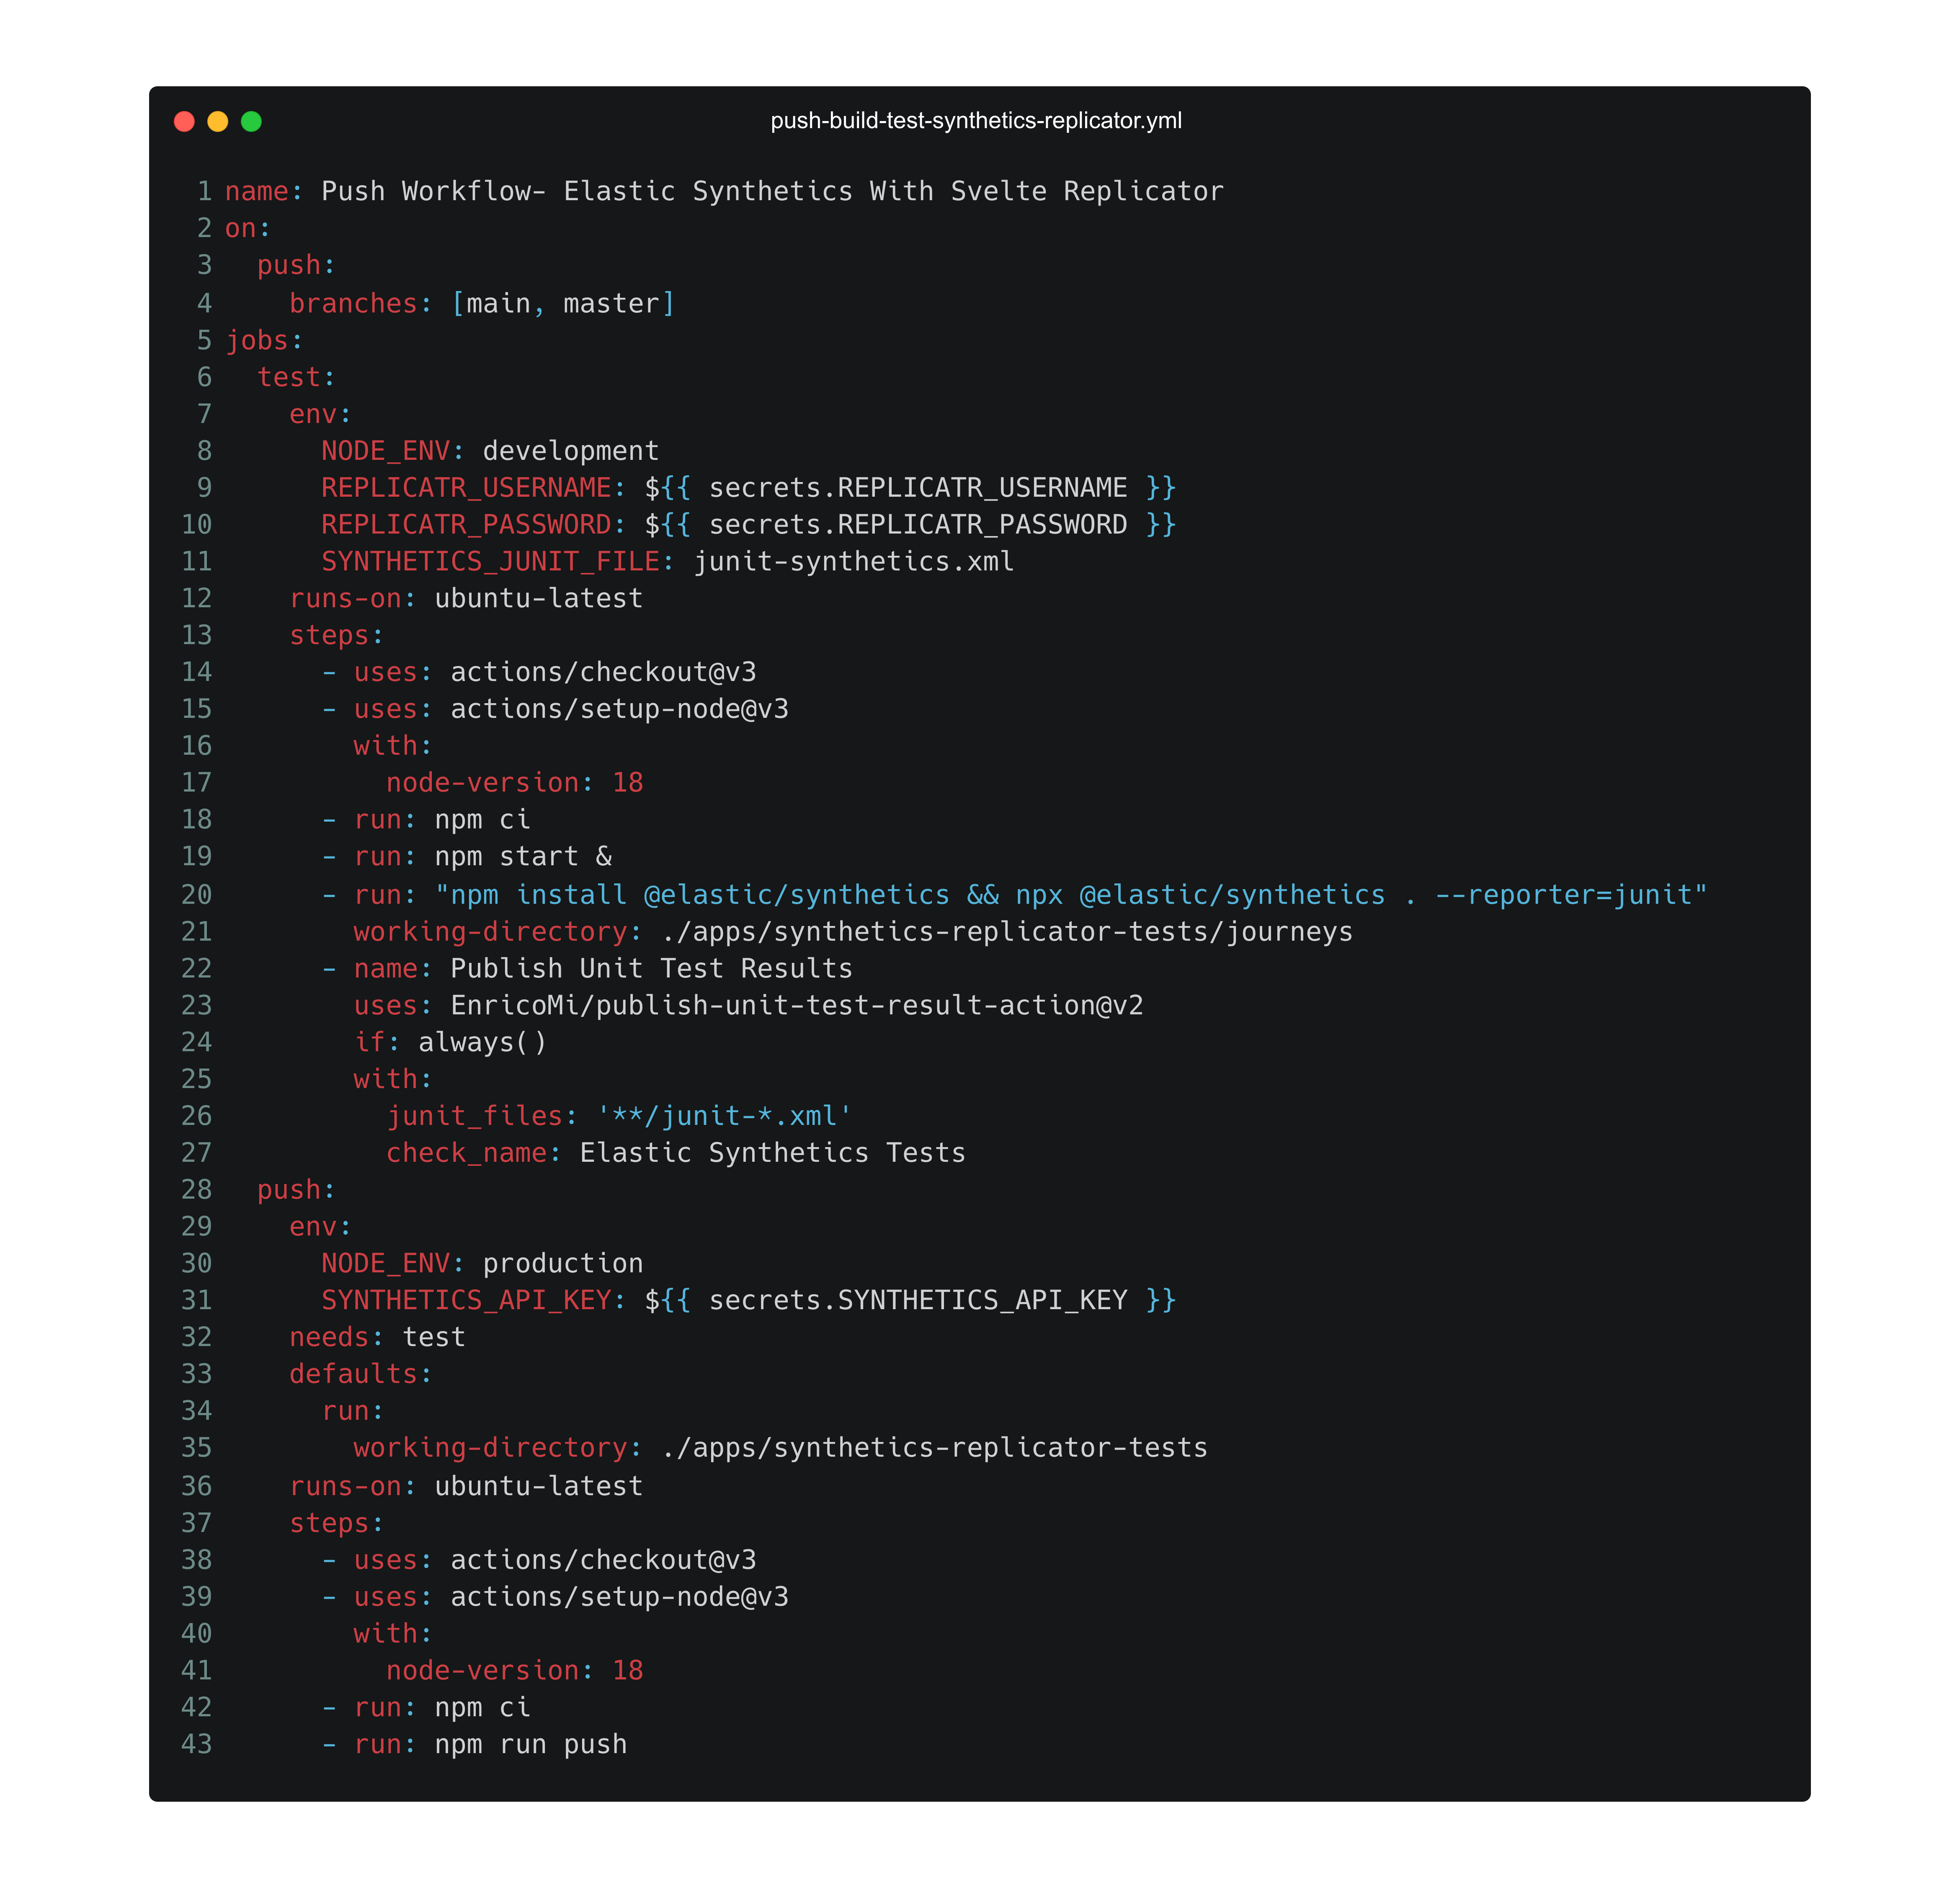 push-build-test-synthetics-replicator.yml
1 name: Push Workflow- Elastic Synthetics With Svelte Replicator
2 on:
3   push:
4     branches: [main, master]
5 jobs:
6   test:
7     env:
8       NODE_ENV: development
9       REPLICATR_USERNAME: ${{ secrets.REPLICATR_USERNAME }}
10       REPLICATR_PASSWORD: ${{ secrets.REPLICATR_PASSWORD }}
11       SYNTHETICS_JUNIT_FILE: junit-synthetics.xml
12     runs-on: ubuntu-latest
13     steps:
14       - uses: actions/checkout@v3
15       - uses: actions/setup-node@v3
16         with:
17           node-version: 18
18       - run: npm ci
19       - run: npm start &
20       - run: "npm install @elastic/synthetics && npx @elastic/synthetics . --reporter=junit"
21         working-directory: ./apps/synthetics-replicator-tests/journeys
22       - name: Publish Unit Test Results
23         uses: EnricoMi/publish-unit-test-result-action@v2
24         if: always()
25         with:
26           junit_files: '**/junit-*.xml'
27           check_name: Elastic Synthetics Tests
28   push:
29     env:
30       NODE_ENV: production
31       SYNTHETICS_API_KEY: ${{ secrets.SYNTHETICS_API_KEY }}
32     needs: test
33     defaults:
34       run:
35         working-directory: ./apps/synthetics-replicator-tests
36     runs-on: ubuntu-latest
37     steps:
38       - uses: actions/checkout@v3
39       - uses: actions/setup-node@v3
40         with:
41           node-version: 18
42       - run: npm ci
43       - run: npm run push